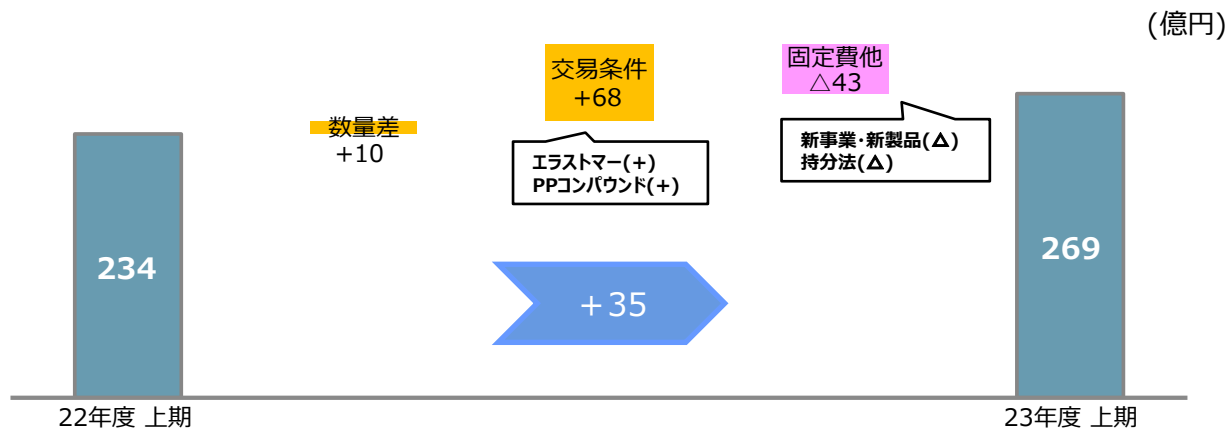 (億円)
交易条件
+68
固定費他
△43
数量差
+10
エラストマー(+)
PPコンパウンド(+)
新事業・新製品(△)
持分法(△)
234
+35
269
22年度 上期
23年度 上期